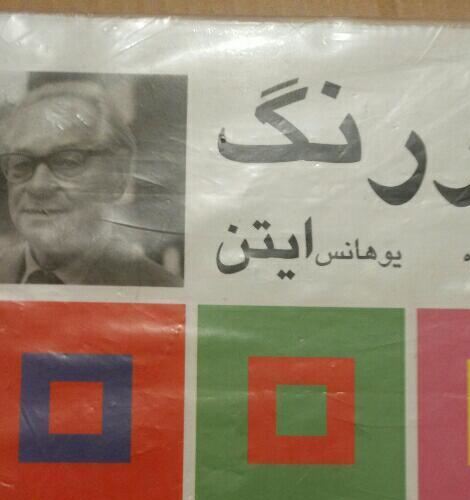 ر رنگ
یوهانس ایتن